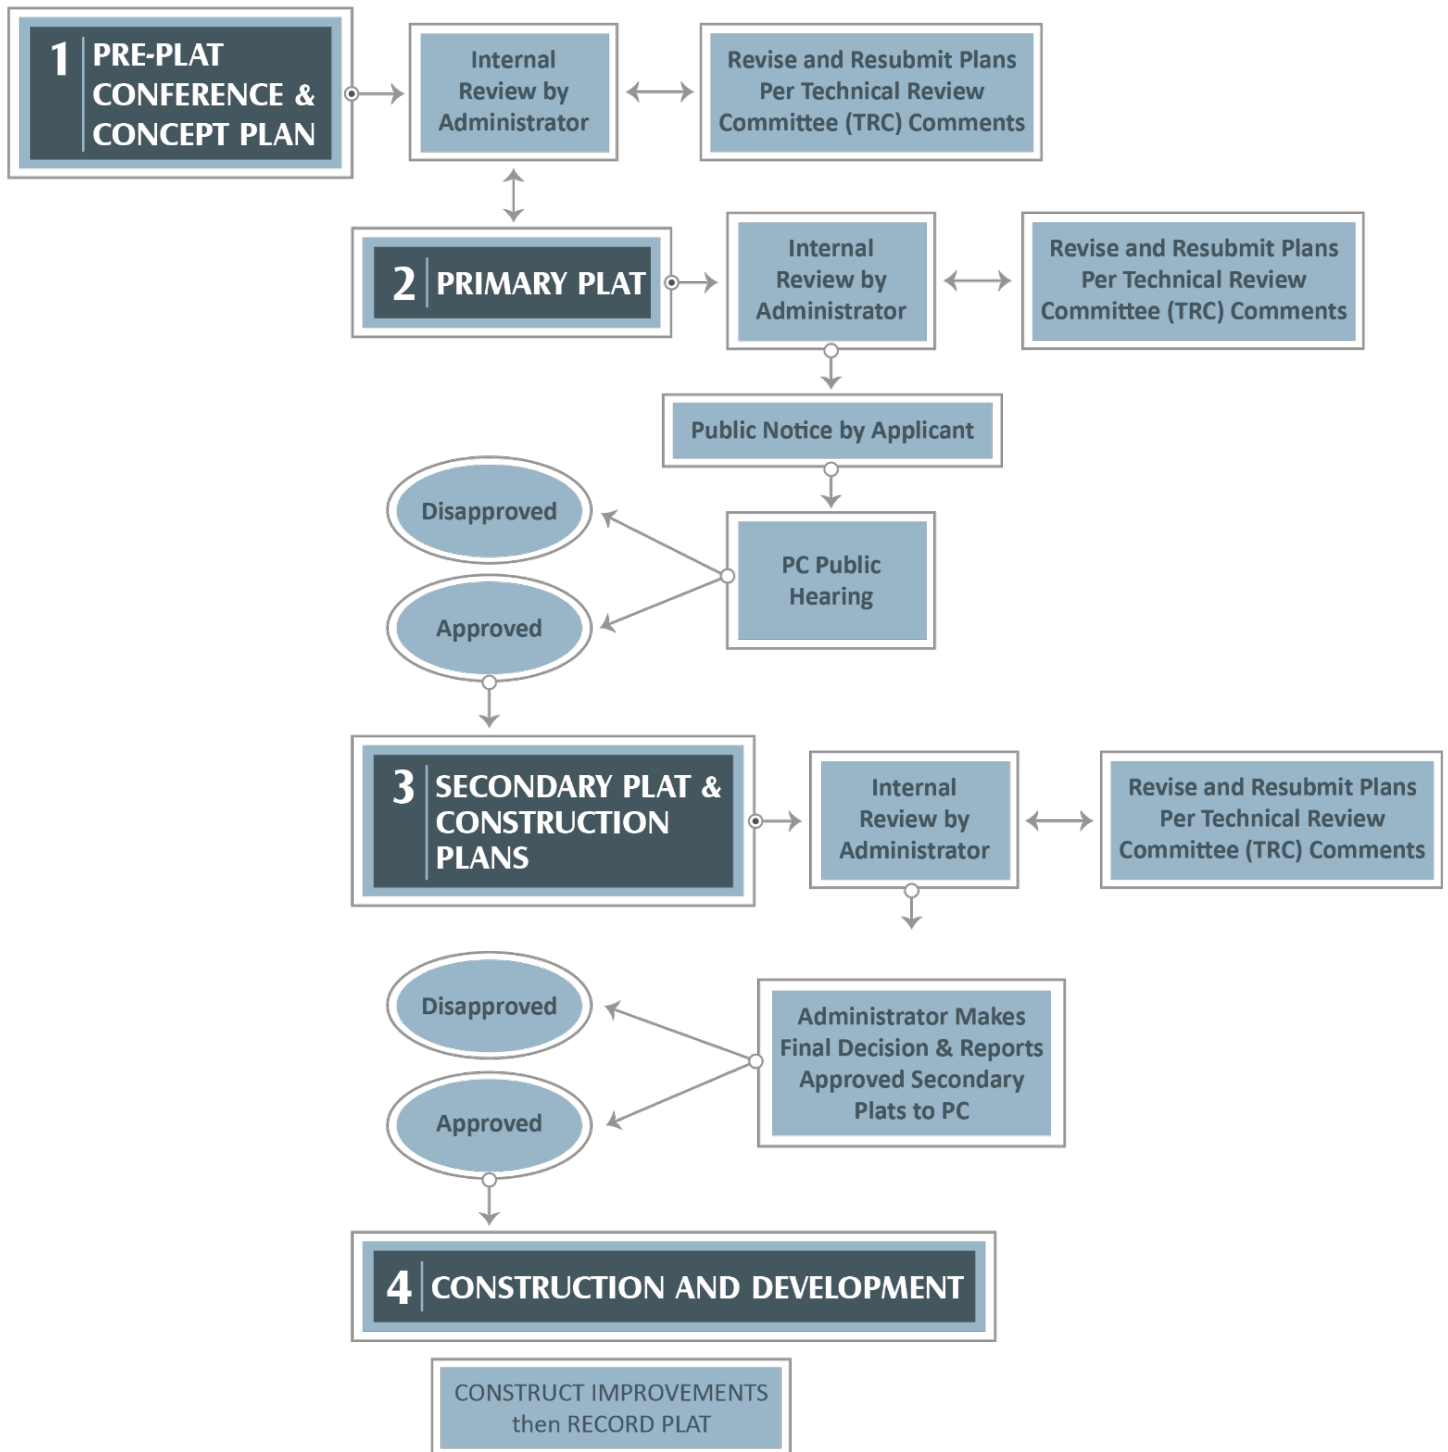 1
PRE-PLAT
CONFERENCE &
CONCEPT PLAN
Internal
Review by
Administrator
Revise and Resubmit Plans
Per Technical Review
Committee (TRC) Comments
2
PRIMARY PLAT
Internal
Review by
Administrator
Revise and Resubmit Plans
Per Technical Review
Committee (TRC) Comments
Public Notice by Applicant
PC Public
Hearing
Disapproved
Approved
3
SECONDARY PLAT &
CONSTRUCTION
PLANS
Internal
Review by
Administrator
Revise and Resubmit Plans
Per Technical Review
Committee (TRC) Comments
Administrator Makes
Final Decision & Reports
Approved Secondary
Plats to PC
Disapproved
Approved
4
CONSTRUCTION AND DEVELOPMENT
CONSTRUCT IMPROVEMENTS
then RECORD PLAT